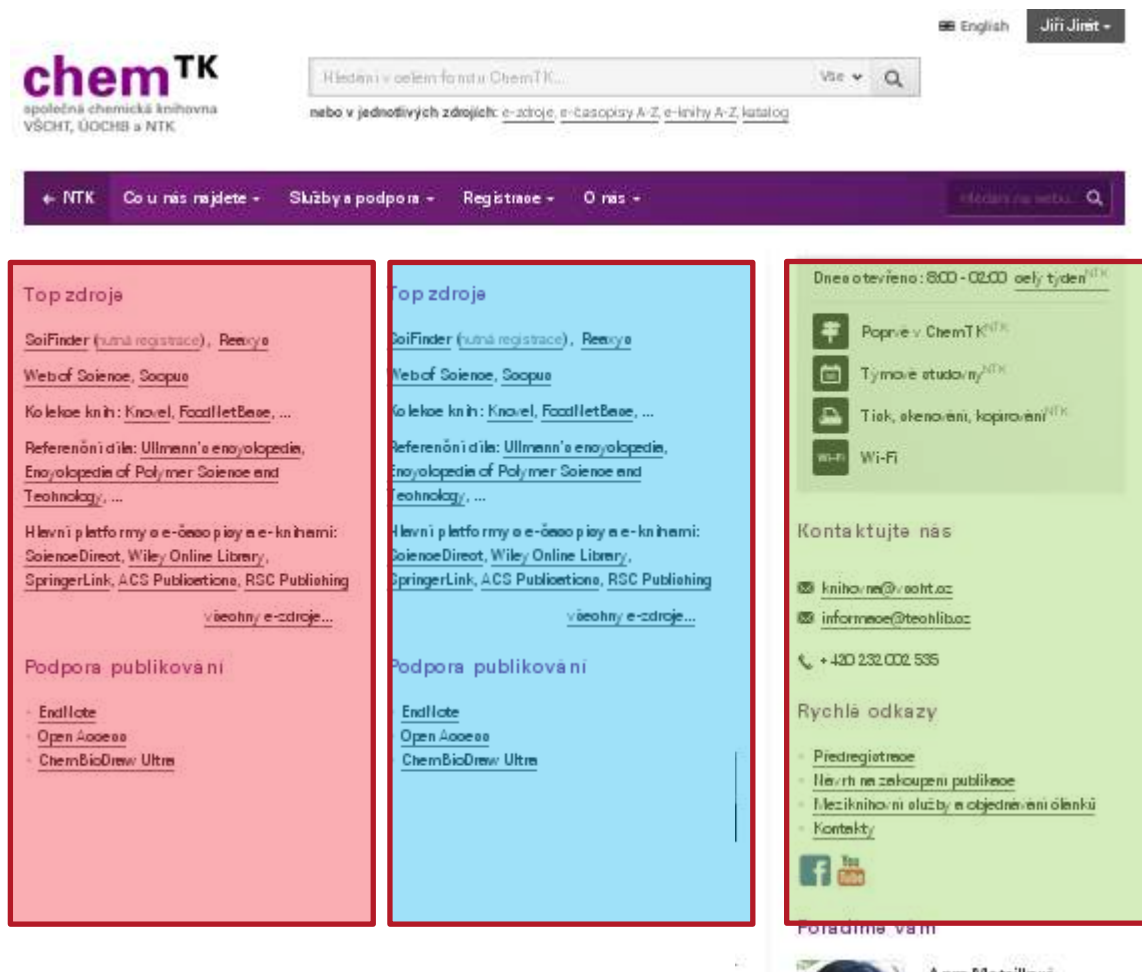 English Jiří Jirát
chemTK
společná chemická knihovna
VŠCHT, ÚOCHB a NTK
Hledání v celém fondu ChemTK...
Vše
nebo v jednotlivých zdrojích: e-zdroje, e-časopisy A-Z, e-knihy A-Z, katalog
← NTK Co u nás najdete Služby a podpora Registrace O nás Hledání na webu...
Top zdroje
SciFinder (nutná registrace), Reaxys
Web of Science, Scopus
Kolekce knih: Knovel, FoodNetBase, ...
Referenční díla: Ullmann's encyclopedia,
Encyclopedia of Polymer Science and
Technology, ...
Hlavní platformy s e-časopisy a e-knihami:
ScienceDirect, Wiley Online Library,
SpringerLink, ACS Publications, RSC Publishing
všechny e-zdroje...
Podpora publikování
EndNote
Open Access
ChemBioDraw Ultra
Top zdroje
SciFinder (nutná registrace), Reaxys
Web of Science, Scopus
Kolekce knih: Knovel, FoodNetBase, ...
Referenční díla: Ullmann's encyclopedia,
Encyclopedia of Polymer Science and
Technology, ...
Hlavní platformy s e-časopisy a e-knihami:
ScienceDirect, Wiley Online Library,
SpringerLink, ACS Publications, RSC Publishing
všechny e-zdroje...
Podpora publikování
EndNote
Open Access
ChemBioDraw Ultra
Dnes otevřeno: 8:00 - 02:00 celý týden NTK
Poprvé v ChemTK NTK
Týmové studovny NTK
Tisk, skenování, kopírování NTK
Wi-Fi Wi-Fi
Kontaktujte nás
knihovna@vscht.cz
informace@techlib.cz
+420 232 002 535
Rychlé odkazy
Předregistrace
Návrh na zakoupení publikace
Meziknihovní služby a objednávání článků
Kontakty
f You Tube
Poradíme vám